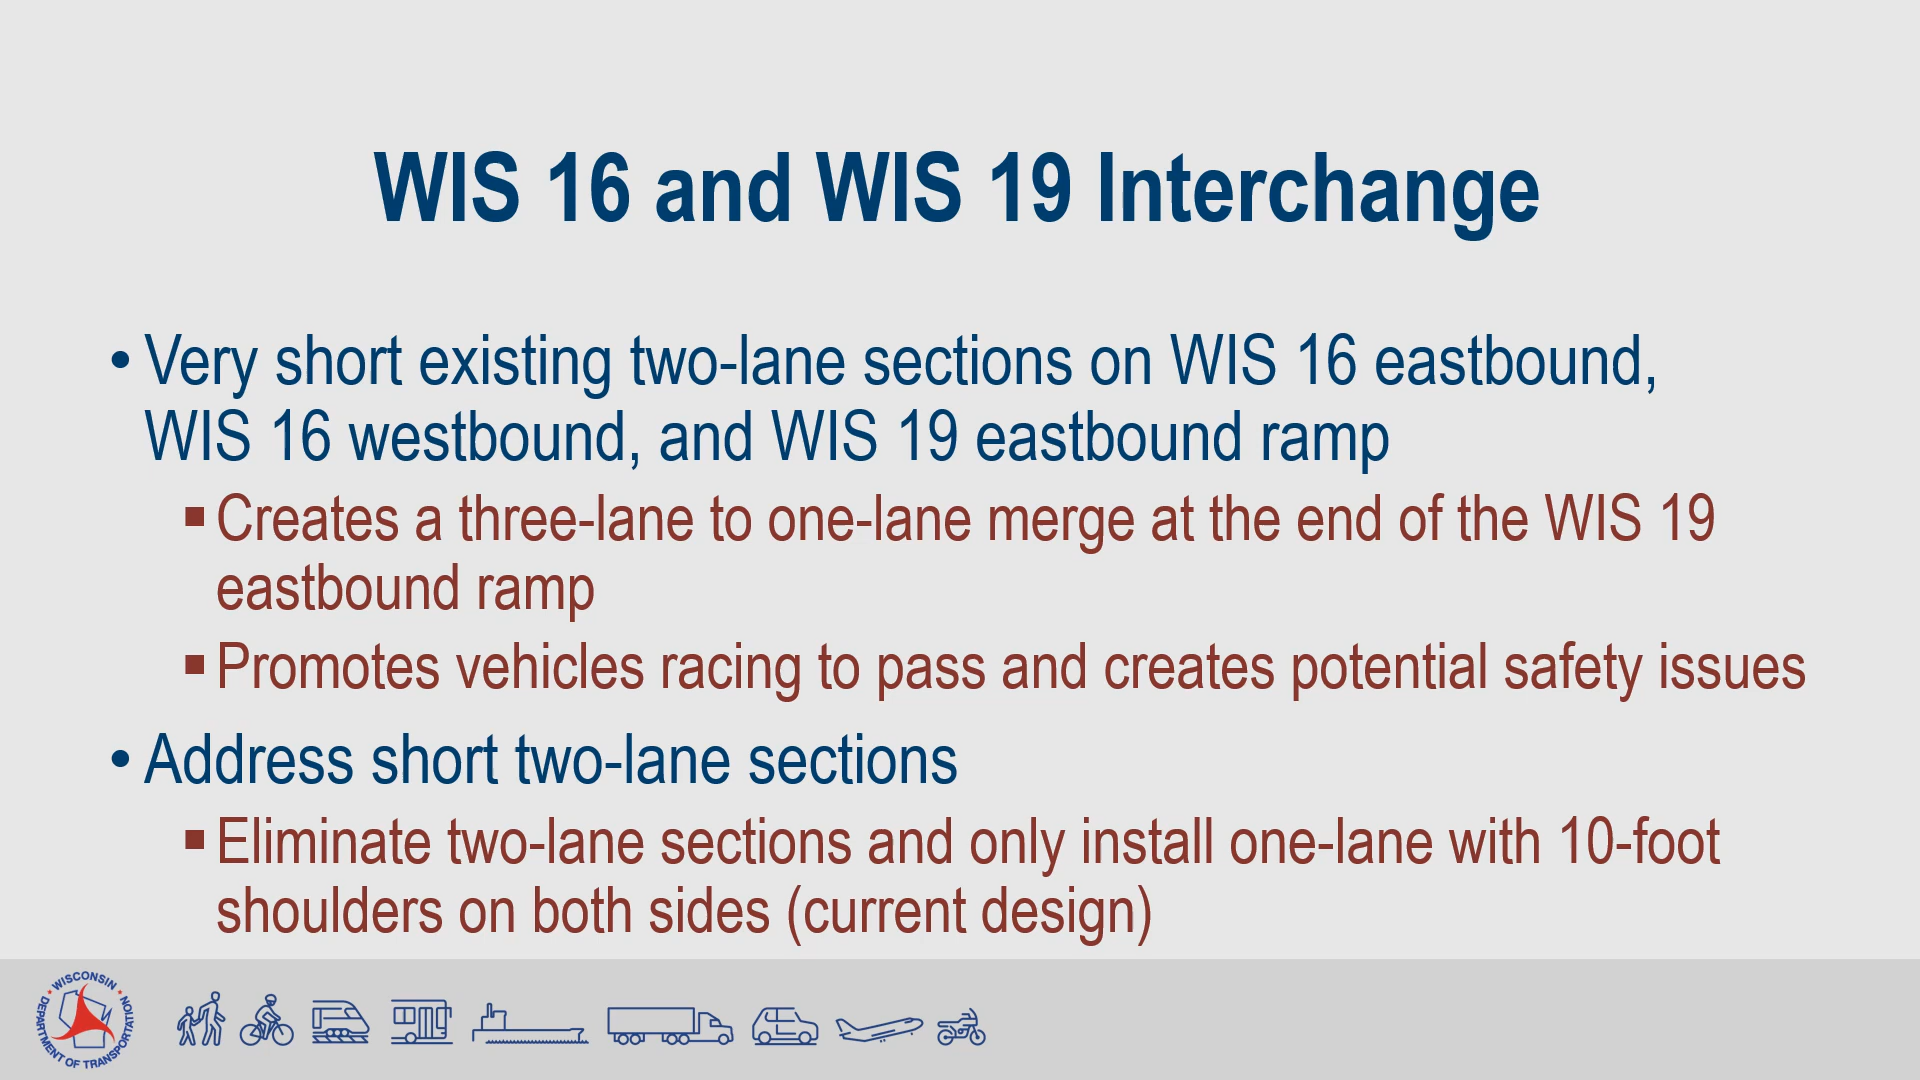 WIS 16 and WIS 19 Interchange
• Very short existing two-lane sections on WIS 16 eastbound,
WIS 16 westbound, and WIS 19 eastbound ramp
▪ Creates a three-lane to one-lane merge at the end of the WIS 19
eastbound ramp
▪ Promotes vehicles racing to pass and creates potential safety issues
• Address short two-lane sections
▪ Eliminate two-lane sections and only install one-lane with 10-foot
shoulders on both sides (current design)
WISCONSIN
DEPARTMENT OF TRANSPORTATION